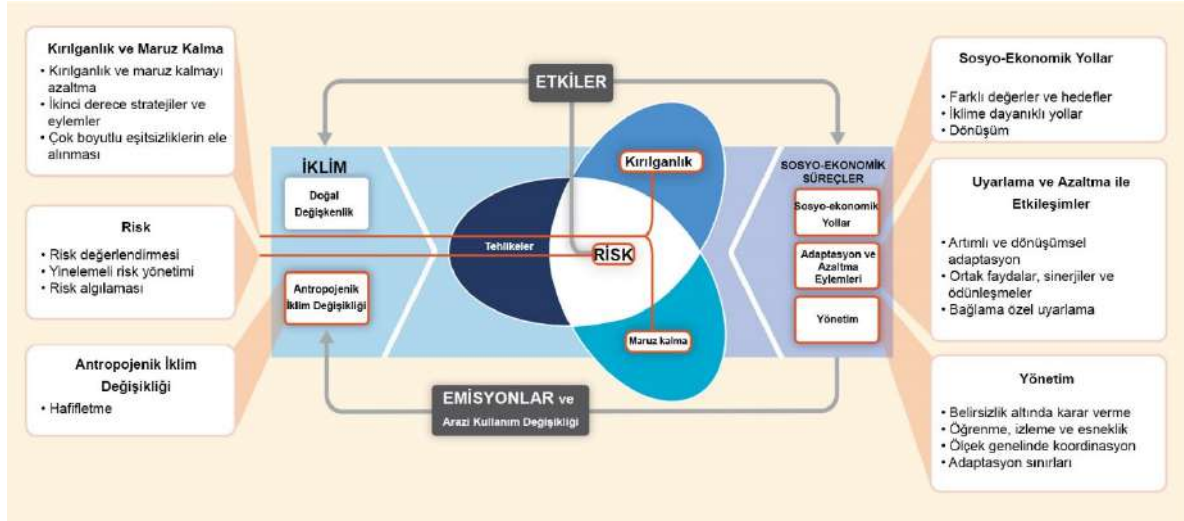 Kırılganlık ve Maruz Kalma
• Kırılganlık ve maruz kalmayı
azaltma
• İkinci derece stratejiler ve
eylemler
• Çok boyutlu eşitsizliklerin ele
alınması
Risk
• Risk değerlendirmesi
• Yinelemeli risk yönetimi
• Risk algılaması
Antropojenik İklim
Değişikliği
• Hafifletme
ETKİLER
İKLİM
Doğal
Değişkenlik
Antropojenik
İklim Değişikliği
Tehlikeler
Kırılganlık
RİSK
Maruz kalma
EMİSYONLAR ve
Arazi Kullanım Değişikliği
SOSYO-EKONOMİK
SÜREÇLER
Sosyo-ekonomik
Yollar
Adaptasyon ve
Azaltma
Eylemleri
Yönetim
Sosyo-Ekonomik Yollar
• Farklı değerler ve hedefler
• İklime dayanıklı yollar
• Dönüşüm
Uyarlama ve Azaltma ile
Etkileşimler
• Artımlı ve dönüşümsel
adaptasyon
• Ortak faydalar, sinerjiler ve
ödünleşmeler
• Bağlama özel uyarlama
Yönetim
• Belirsizlik altında karar verme
• Öğrenme, izleme ve esneklik
• Ölçek genelinde koordinasyon
• Adaptasyon sınırları